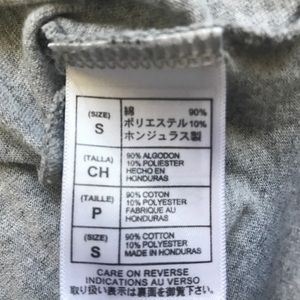 (SIZE)
S
綿 90%
ポリエステル 10%
ホンジュラス製
(TALLA)
CH
90% ALGODON
10% POLIESTER
HECHO EN
HONDURAS
(TAILLE)
P
90% COTON
10% POLYESTER
FABRIQUE AU
HONDURAS
(SIZE)
S
90% COTTON
10% POLYESTER
MADE IN HONDURAS
CARE ON REVERSE
INDICATIONS AU VERSO
取り扱い表示は裏面を御覧下さい